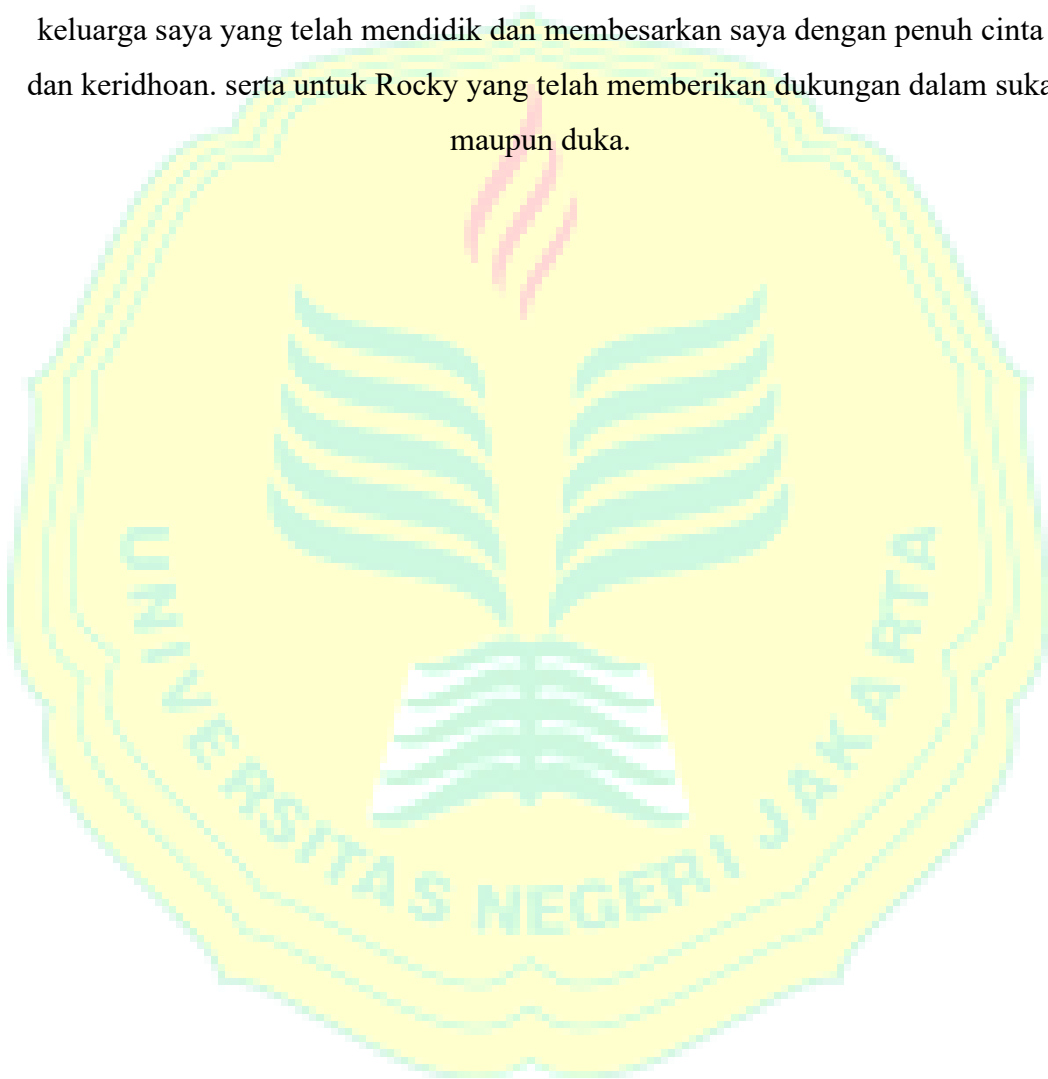 keluarga saya yang telah mendidik dan membesarkan saya dengan penuh cinta
dan keridhoan. serta untuk Rocky yang telah memberikan dukungan dalam suka
maupun duka.
UNIVERSITAS NEGERI JAKARTA